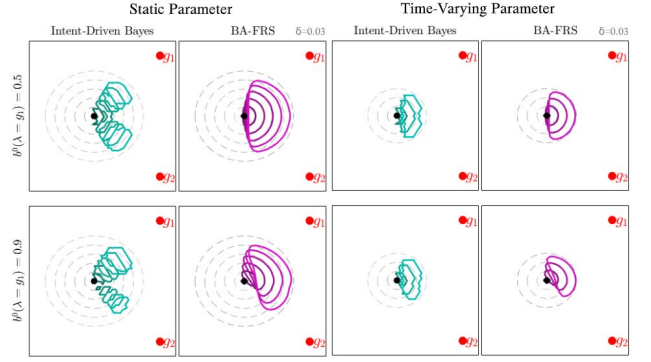 Static Parameter
Time-Varying Parameter
Intent-Driven Bayes
BA-FRS
δ=0.03
Intent-Driven Bayes
BA-FRS
δ=0.03
b⁰(λ = g₁) = 0.5
g₁
g₁
g₁
g₁
g₂
g₂
g₂
g₂
b⁰(λ = g₁) = 0.9
g₁
g₁
g₁
g₁
g₂
g₂
g₂
g₂